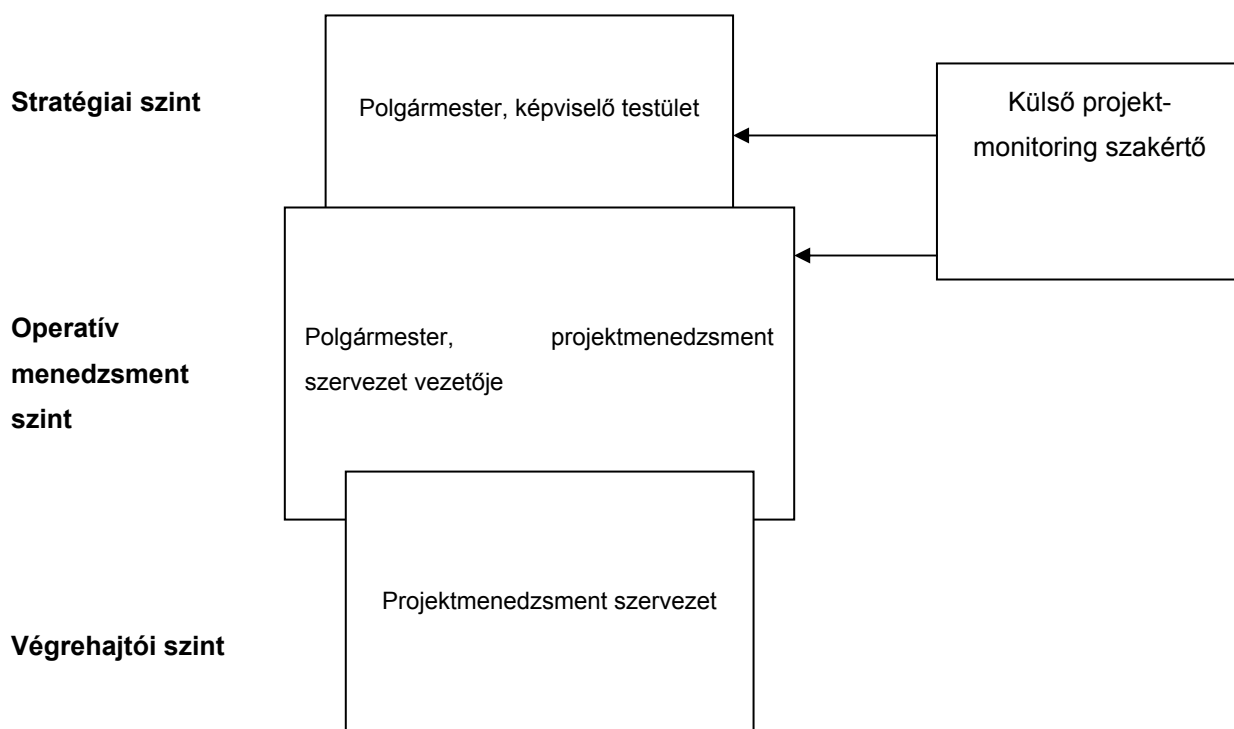 Stratégiai szint
Polgármester, képviselő testület
Külső projekt-
monitoring szakértő
Operatív
menedzsment
szint
Polgármester, projektmenedzsment
szervezet vezetője
Projektmenedzsment szervezet
Végrehajtói szint